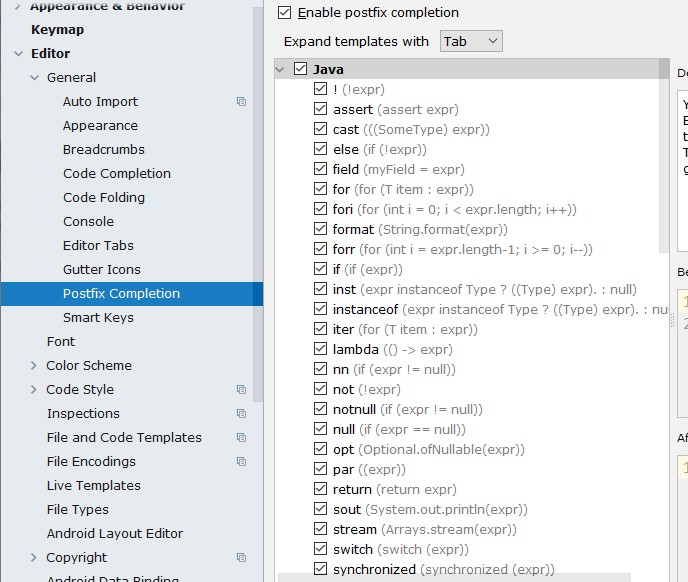 Appearance & Behavior
Keymap
Editor
General
Auto Import
Appearance
Breadcrumbs
Code Completion
Code Folding
Console
Editor Tabs
Gutter Icons
Postfix Completion
Smart Keys
Font
Color Scheme
Code Style
Inspections
File and Code Templates
File Encodings
Live Templates
File Types
Android Layout Editor
Copyright
Android Data Binding
Enable postfix completion
Expand templates with Tab
Java
! (!expr)
assert (assert expr)
cast (((SomeType) expr))
else (if (!expr))
field (myField = expr)
for (for (T item : expr))
fori (for (int i = 0; i < expr.length; i++))
format (String.format(expr))
forr (for (int i = expr.length-1; i >= 0; i--))
if (if (expr))
inst (expr instanceof Type ? ((Type) expr). : null)
instanceof (expr instanceof Type ? ((Type) expr). : nu
iter (for (T item : expr))
lambda (() -> expr)
nn (if (expr != null))
not (!expr)
notnull (if (expr != null))
null (if (expr == null))
opt (Optional.ofNullable(expr))
par ((expr))
return (return expr)
sout (System.out.println(expr))
stream (Arrays.stream(expr))
switch (switch (expr))
synchronized (synchronized (expr))
De
Y
E
t
T
g
Be
1
2
Af
1